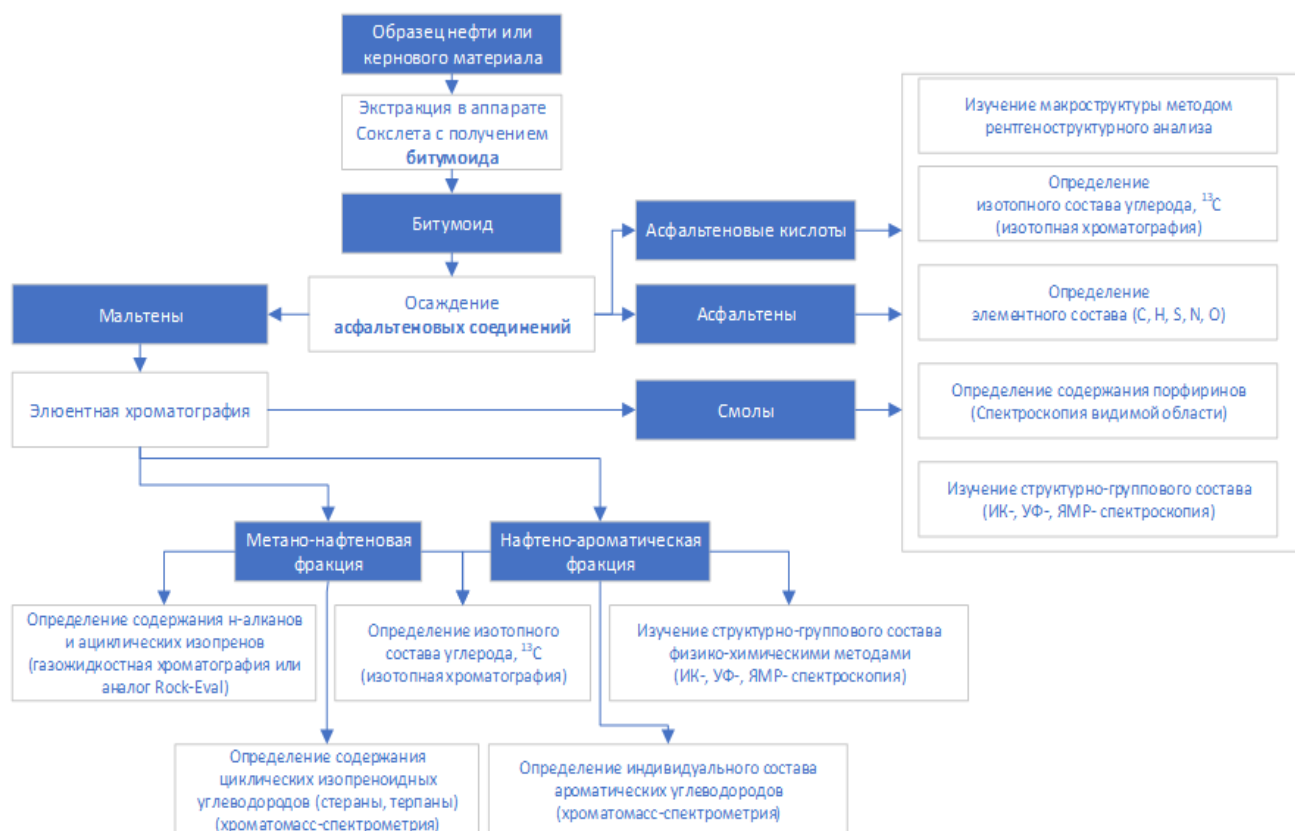 Образец нефти или
кернового материала
Экстракция в аппарате
Сокслета с получением
битумоида
Битумоид
Осаждение
асфальтеновых соединений
Мальтены
Элюентная хроматография
Асфальтеновые кислоты
Асфальтены
Смолы
Изучение макроструктуры методом
рентгеноструктурного анализа
Определение
изотопного состава углерода, ¹³C
(изотопная хроматография)
Определение
элементного состава (C, H, S, N, O)
Определение содержания порфиринов
(Спектроскопия видимой области)
Изучение структурно-группового состава
(ИК-, УФ-, ЯМР- спектроскопия)
Метано-нафтеновая
фракция
Нафтено-ароматическая
фракция
Определение содержания н-алканов
и ациклических изопренов
(газожидкостная хроматография или
аналог Rock-Eval)
Определение изотопного
состава углерода, ¹³C
(изотопная хроматография)
Изучение структурно-группового состава
физико-химическими методами
(ИК-, УФ-, ЯМР- спектроскопия)
Определение содержания
циклических изопреноидных
углеводородов (стераны, терпаны)
(хроматомасс-спектрометрия)
Определение индивидуального состава
ароматических углеводородов
(хроматомасс-спектрометрия)